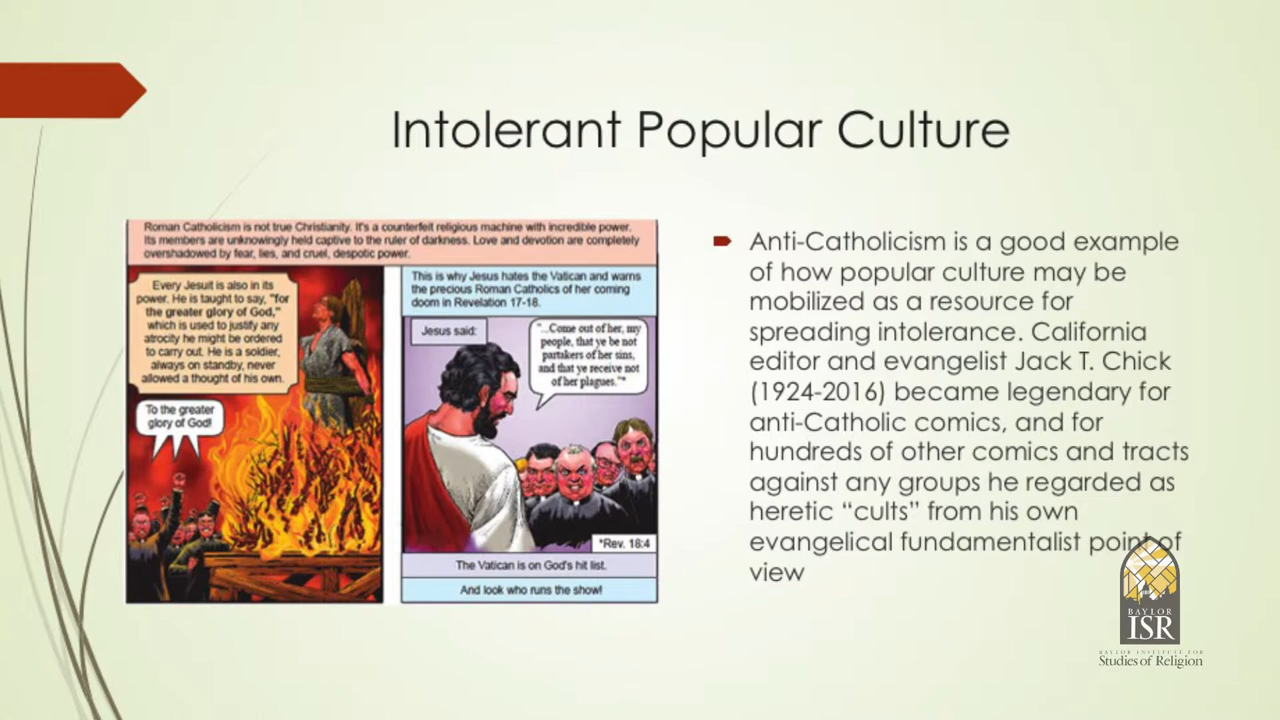 Intolerant Popular Culture
Roman Catholicism is not true Christianity. It's a counterfeit religious machine with incredible power.
Its members are unknowingly held captive to the ruler of darkness. Love and devotion are completely
overshadowed by fear, lies, and cruel, despotic power.
Every Jesuit is also in its
power. He is taught to say, "for
the greater glory of God,"
which is used to justify any
atrocity he might be ordered
to carry out. He is a soldier,
always on standby, never
allowed a thought of his own.
To the greater
glory of God!
This is why Jesus hates the Vatican and warns
the precious Roman Catholics of her coming
doom in Revelation 17-18.
Jesus said:
"...Come out of her, my
people, that ye be not
partakers of her sins,
and that ye receive not
of her plagues."*
*Rev. 18:4
The Vatican is on God's hit list.
And look who runs the show!
Anti-Catholicism is a good example
of how popular culture may be
mobilized as a resource for
spreading intolerance. California
editor and evangelist Jack T. Chick
(1924-2016) became legendary for
anti-Catholic comics, and for
hundreds of other comics and tracts
against any groups he regarded as
heretic “cults” from his own
evangelical fundamentalist point of
view
BAYLOR
ISR
BAYLOR INSTITUTE FOR
Studies of Religion